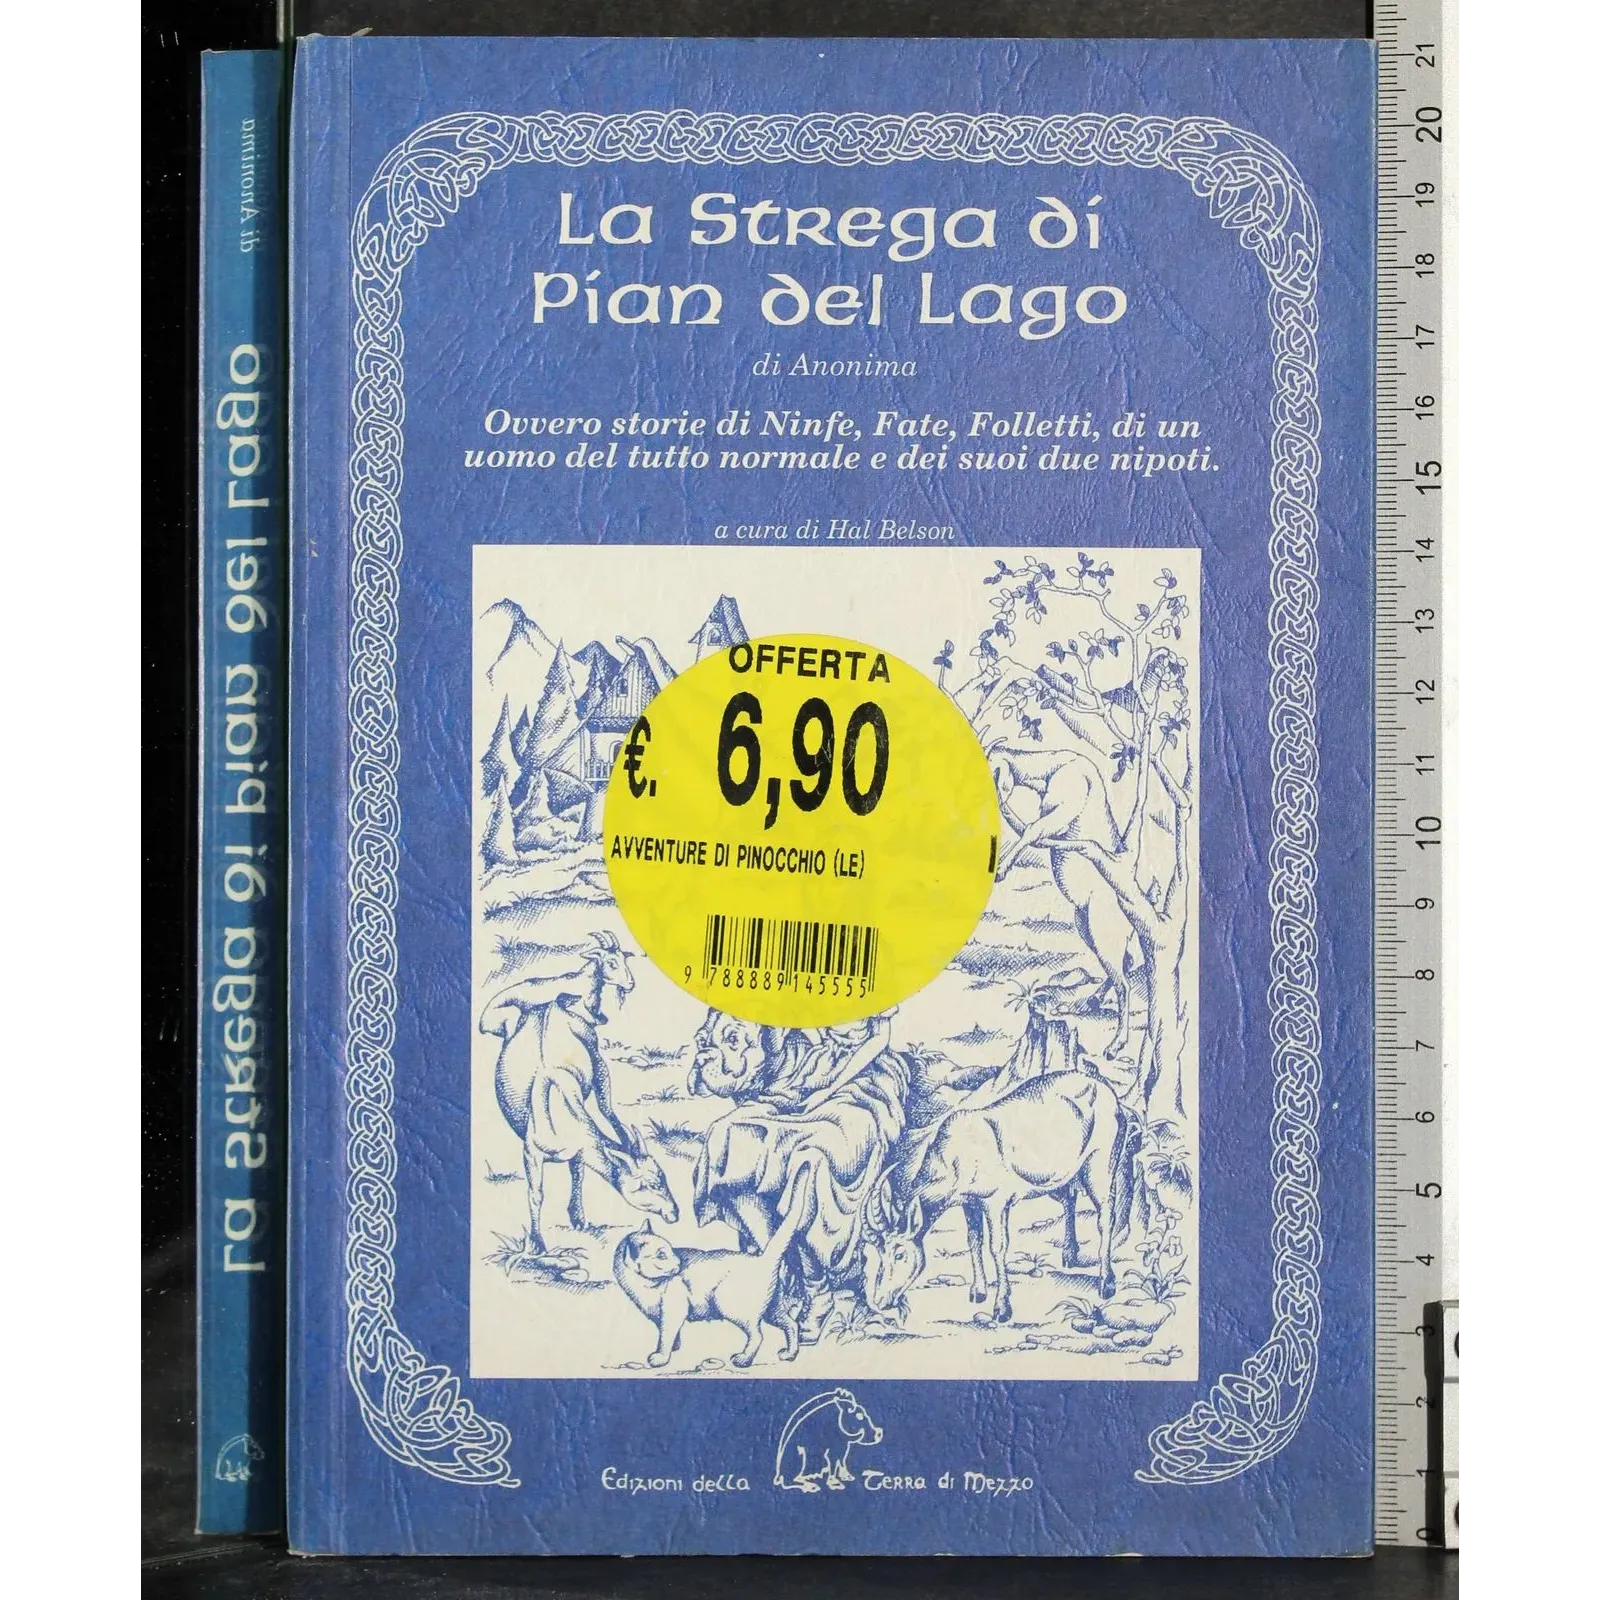 La Strega di
Pian del Lago
di Anonima
Ovvero storie di Ninfe, Fate, Folletti, di un
uomo del tutto normale e dei suoi due nipoti.
a cura di Hal Belson
OFFERTA
€. 6,90
AVVENTURE DI PINOCCHIO (LE)
9 788889 145555
Edizioni della Terra di Mezzo
La Strega di Pian del Lago
di Anonima
21
20
19
18
17
16
15
14
13
12
11
10
9
8
7
6
5
4
3
2
1
0